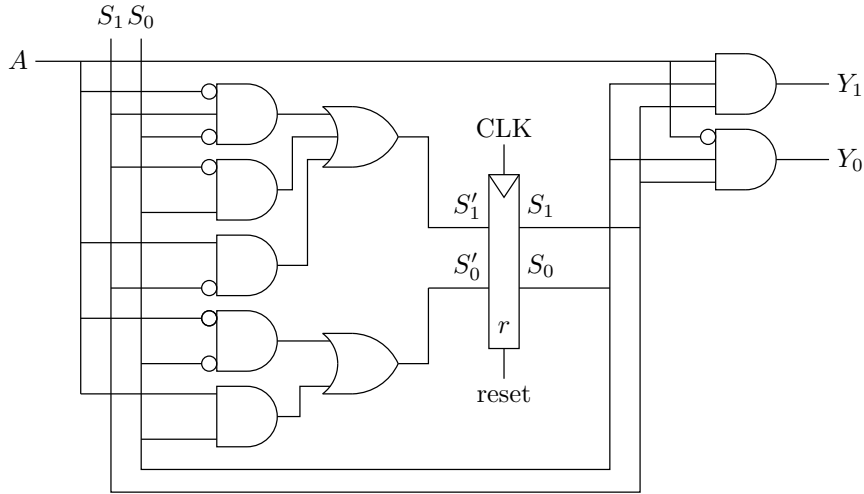 S₁ S₀
A
Y₁
CLK
Y₀
S₁′ S₁
S₀′ S₀
r
reset